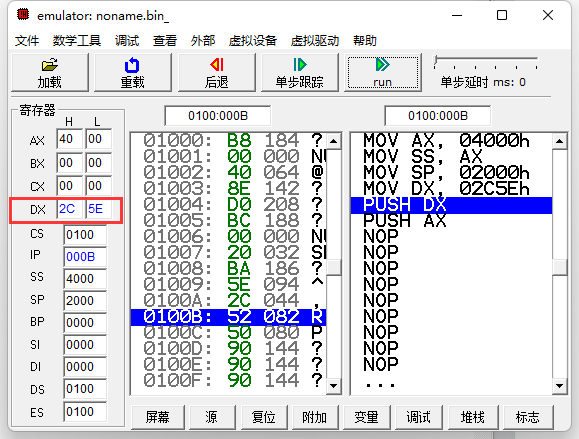 emulator: noname.bin_
文件 数学工具 调试 查看 外部 虚拟设备 虚拟驱动 帮助
加载 重载 后退 单步跟踪 run 单步延时 ms: 0
寄存器
H L
AX 40 00
BX 00 00
CX 00 00
DX 2C 5E
CS 0100
IP 000B
SS 4000
SP 2000
BP 0000
SI 0000
DI 0000
DS 0100
ES 0100
0100:000B
01000: B8 184 ?
01001: 00 000 NU
01002: 40 064 @
01003: 8E 142 ?
01004: D0 208 ?
01005: BC 188 ?
01006: 00 000 NU
01007: 20 032 SP
01008: BA 186 ?
01009: 5E 094 ^
0100A: 2C 044 ,
0100B: 52 082 R
0100C: 50 080 P
0100D: 90 144 ?
0100E: 90 144 ?
0100F: 90 144 ?
0100:000B
MOV AX, 04000h
MOV SS, AX
MOV SP, 02000h
MOV DX, 02C5Eh
PUSH DX
PUSH AX
NOP
NOP
NOP
NOP
NOP
NOP
NOP
NOP
NOP
...
屏幕 源 复位 附加 变量 调试 堆栈 标志